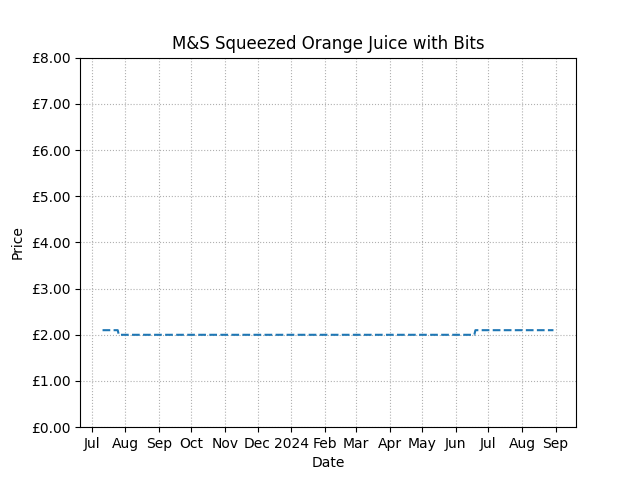 M&S Squeezed Orange Juice with Bits
£8.00
£7.00
£6.00
£5.00
£4.00
£3.00
£2.00
£1.00
£0.00
Price
Jul Aug Sep Oct Nov Dec 2024 Feb Mar Apr May Jun Jul Aug Sep
Date